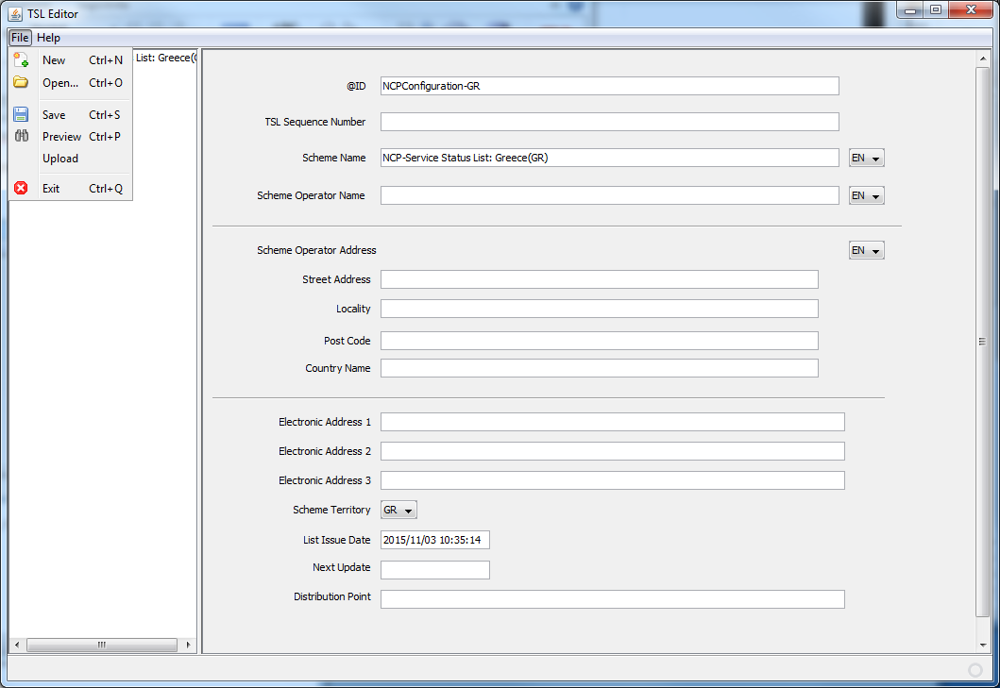 TSL Editor
File Help
New Ctrl+N
List: Greece(
Open... Ctrl+O
Save Ctrl+S
Preview Ctrl+P
Upload
Exit Ctrl+Q
@ID NCPConfiguration-GR
TSL Sequence Number
Scheme Name NCP-Service Status List: Greece(GR) EN
Scheme Operator Name EN
Scheme Operator Address EN
Street Address
Locality
Post Code
Country Name
Electronic Address 1
Electronic Address 2
Electronic Address 3
Scheme Territory GR
List Issue Date 2015/11/03 10:35:14
Next Update
Distribution Point